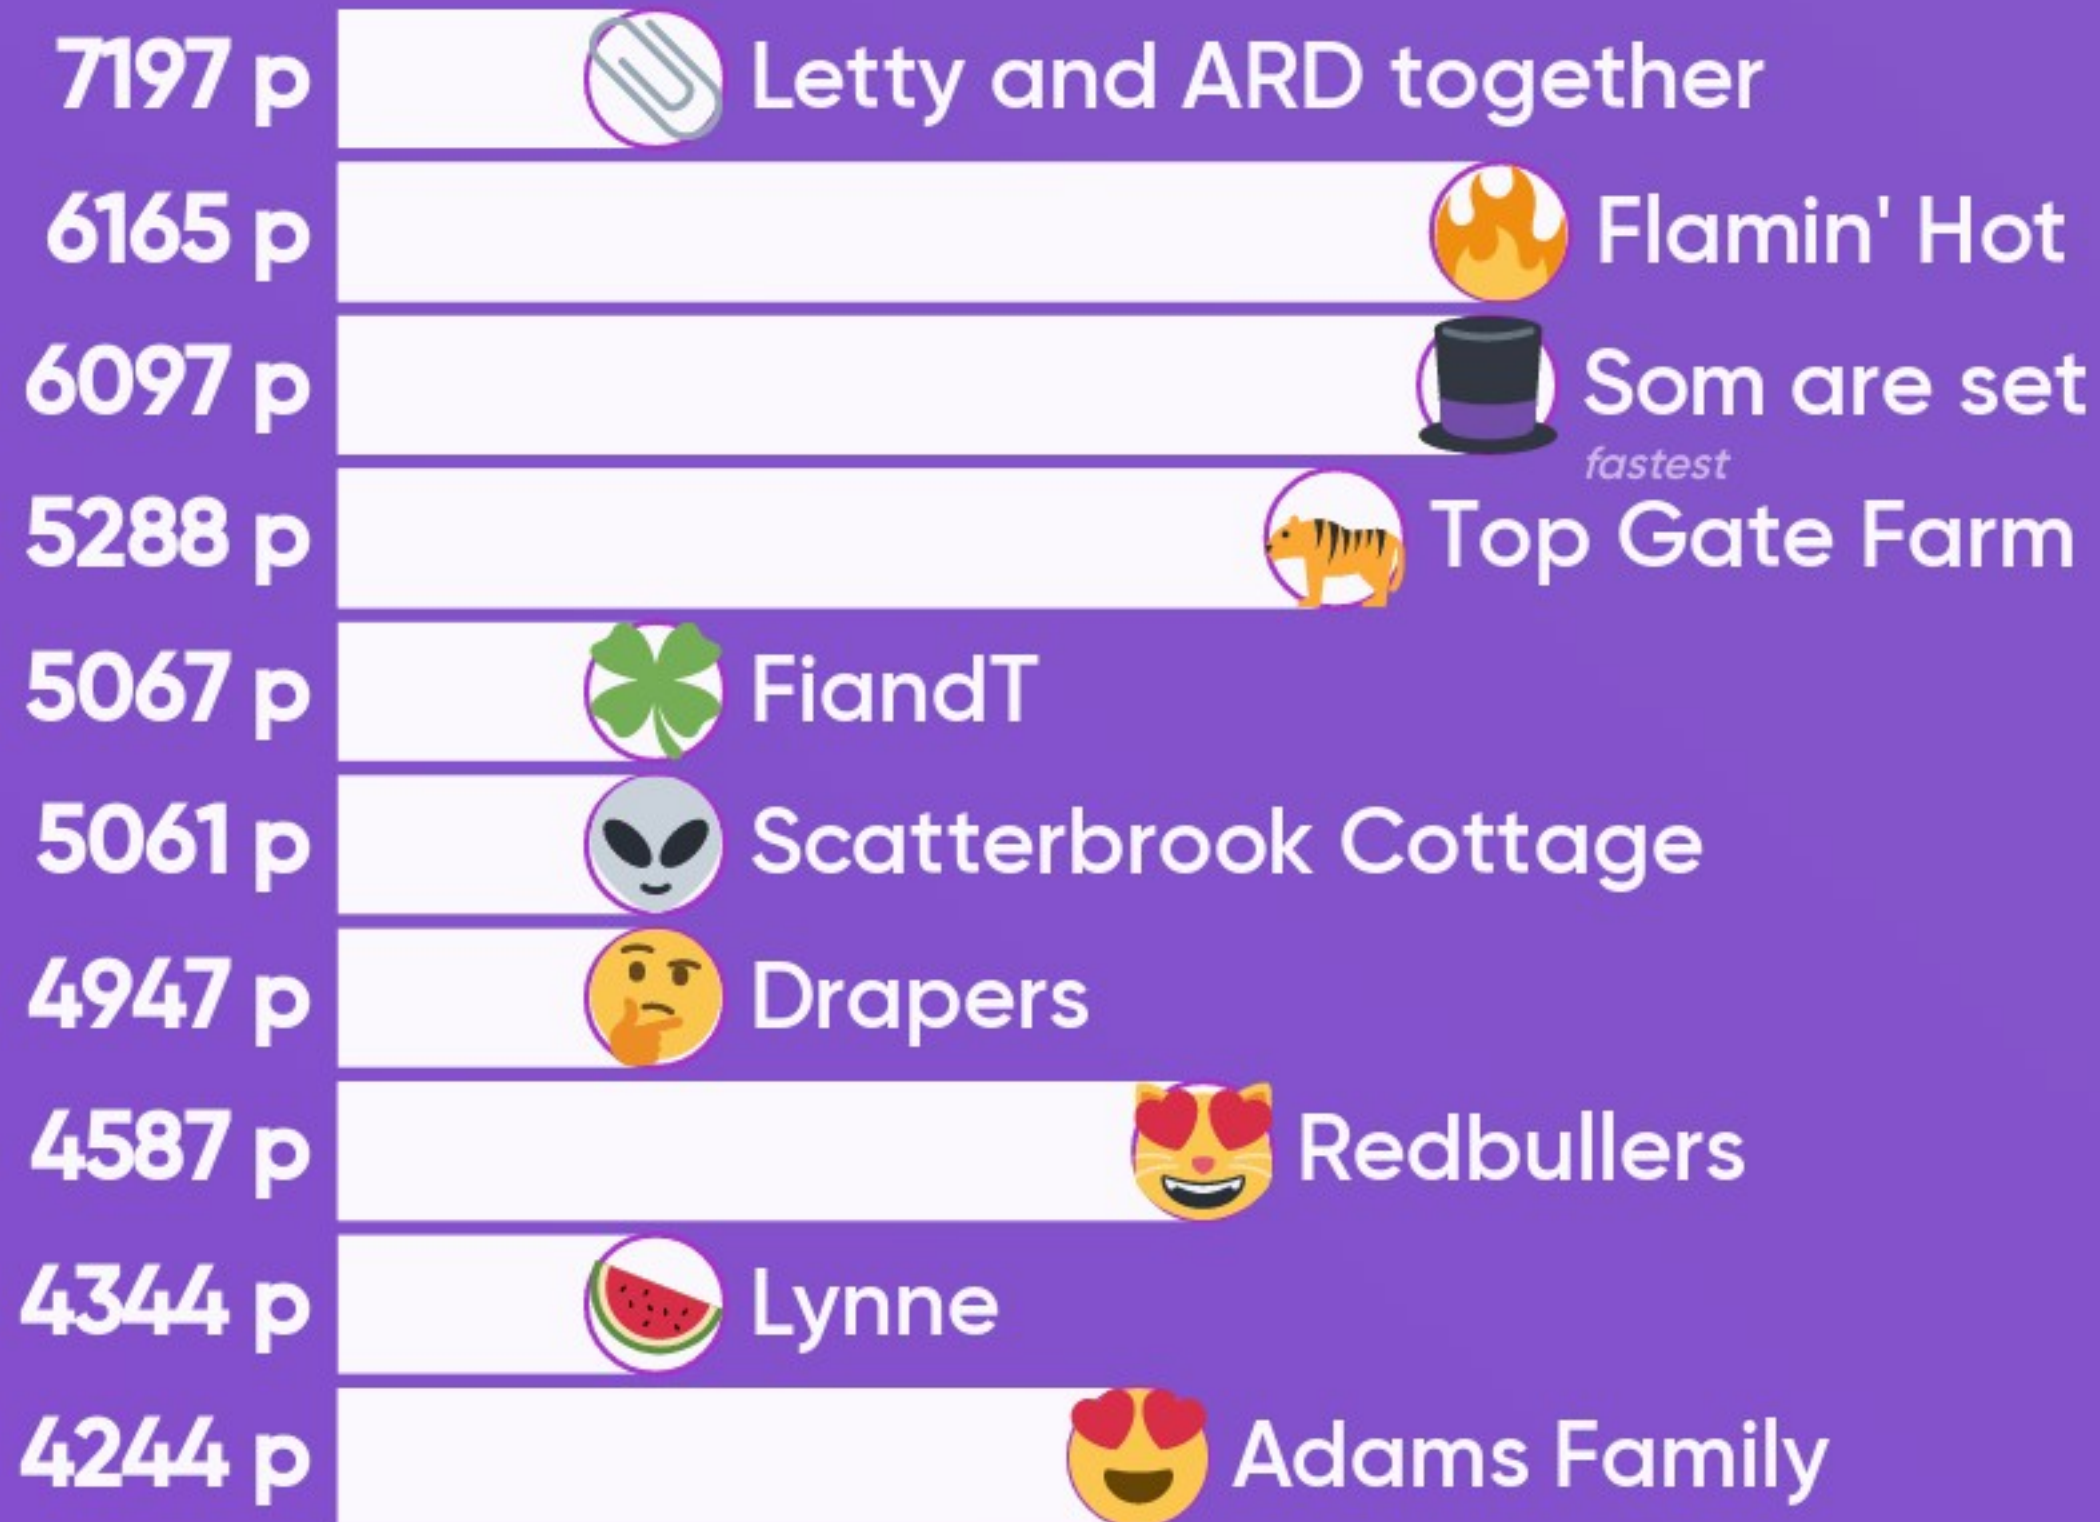 7197 p Letty and ARD together
6165 p Flamin' Hot
6097 p Som are set
fastest
5288 p Top Gate Farm
5067 p FiandT
5061 p Scatterbrook Cottage
4947 p Drapers
4587 p Redbullers
4344 p Lynne
4244 p Adams Family